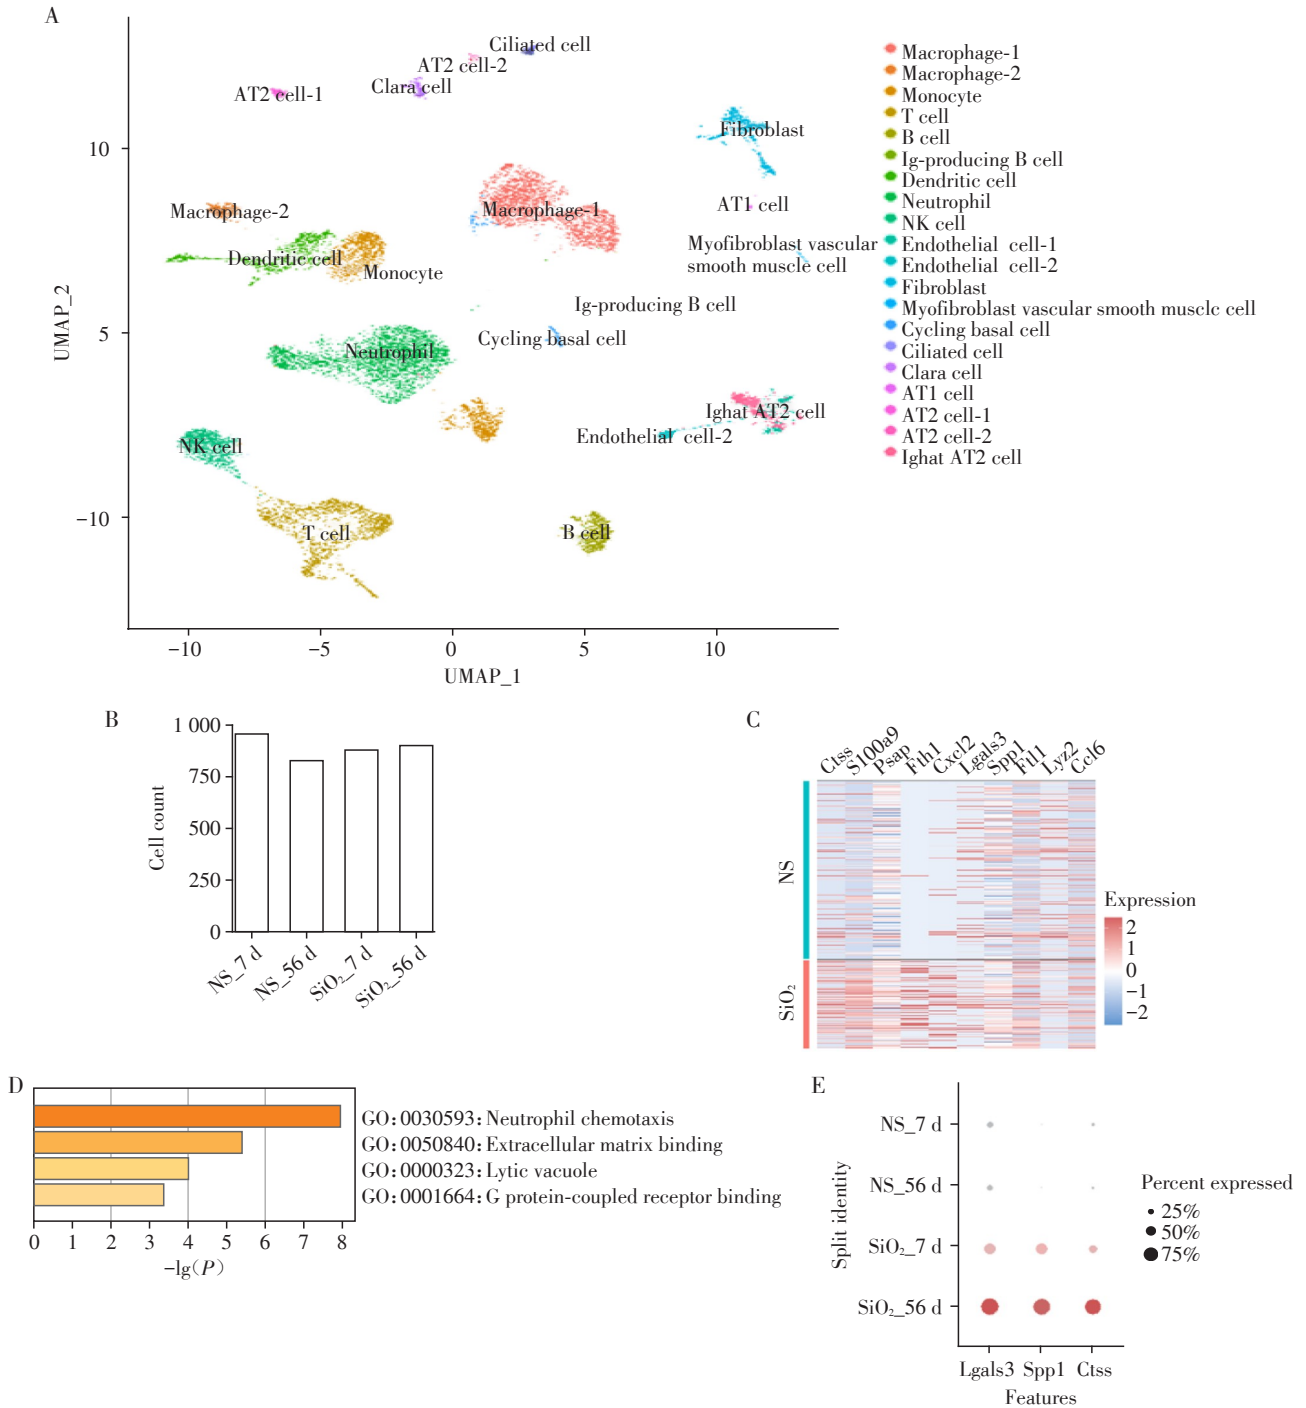 A
Ciliated cell
AT2 cell-2
Clara cell
AT2 cell-1
Fibroblast
Macrophage-2
Macrophage-1
AT1 cell
Dendritic cell
Monocyte
Myofibroblast vascular
smooth muscle cell
Ig-producing B cell
Cycling basal cell
Neutrophil
Ighat AT2 cell
Endothelial cell-2
NK cell
T cell
B cell
10
5
−10
UMAP_2
−10
−5
0
5
10
UMAP_1
Macrophage-1
Macrophage-2
Monocyte
T cell
B cell
Ig-producing B cell
Dendritic cell
Neutrophil
NK cell
Endothelial cell-1
Endothelial cell-2
Fibroblast
Myofibroblast vascular smooth musclc cell
Cycling basal cell
Ciliated cell
Clara cell
AT1 cell
AT2 cell-1
AT2 cell-2
Ighat AT2 cell
B
1 000
750
500
250
0
Cell count
NS_7 d
NS_56 d
SiO₂_7 d
SiO₂_56 d
C
Ctss
S100a9
Psap
Fth1
Cxcl2
Lgals3
Spp1
Ftl1
Lyz2
Ccl6
NS
SiO₂
Expression
2
1
0
−1
−2
D
GO:0030593:Neutrophil chemotaxis
GO:0050840:Extracellular matrix binding
GO:0000323:Lytic vacuole
GO:0001664:G protein-coupled receptor binding
0 1 2 3 4 5 6 7 8
−lg(P)
E
NS_7 d
NS_56 d
SiO₂_7 d
SiO₂_56 d
Split identity
Lgals3 Spp1 Ctss
Features
Percent expressed
25%
50%
75%